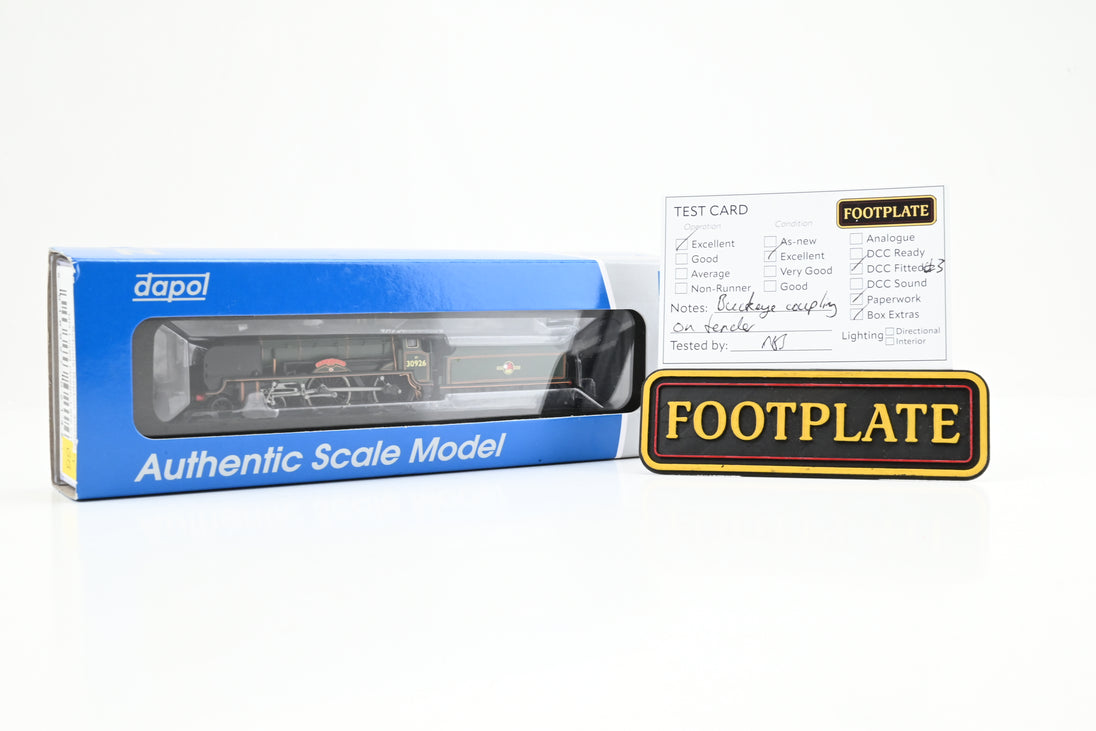 dapol
30926
Authentic Scale Model
TEST CARD
FOOTPLATE
Operation
Excellent
Good
Average
Non-Runner
Condition
As-new
Excellent
Very Good
Good
Analogue
DCC Ready
DCC Fitted #3
DCC Sound
Paperwork
Box Extras
Notes: Buckeye coupling
on tender
Tested by:
Lighting
Directional
Interior
FOOTPLATE